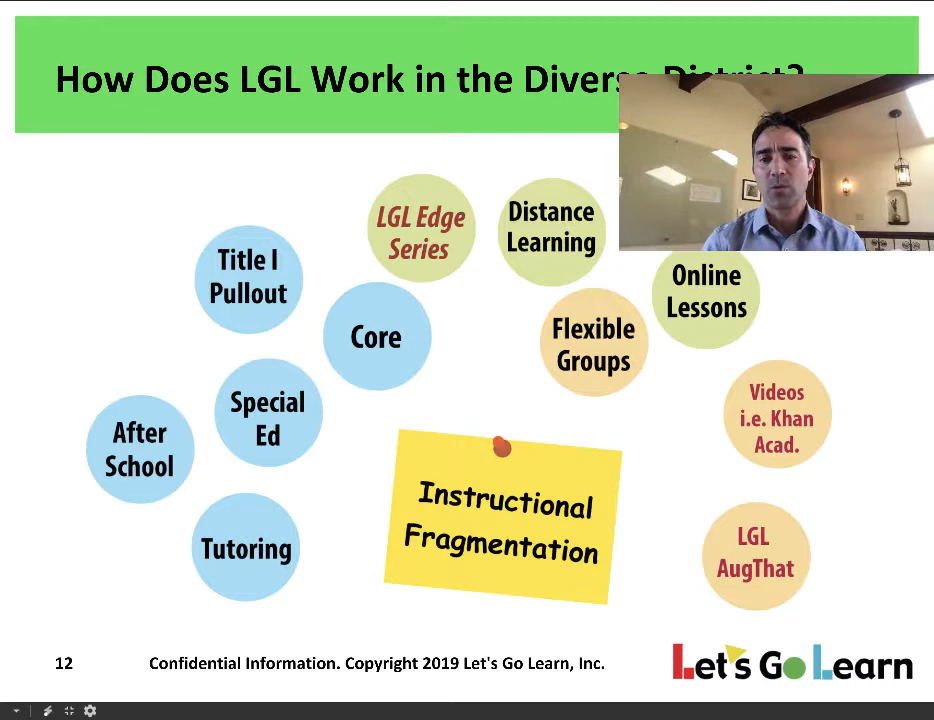 How Does LGL Work in the Diverse District?
LGL Edge
Series
Distance
Learning
Title I
Pullout
Online
Lessons
Core
Flexible
Groups
Special
Ed
Videos
i.e. Khan
Acad.
After
School
Instructional
Fragmentation
Tutoring
LGL
AugThat
12
Confidential Information. Copyright 2019 Let's Go Learn, Inc.
Let's Go Learn